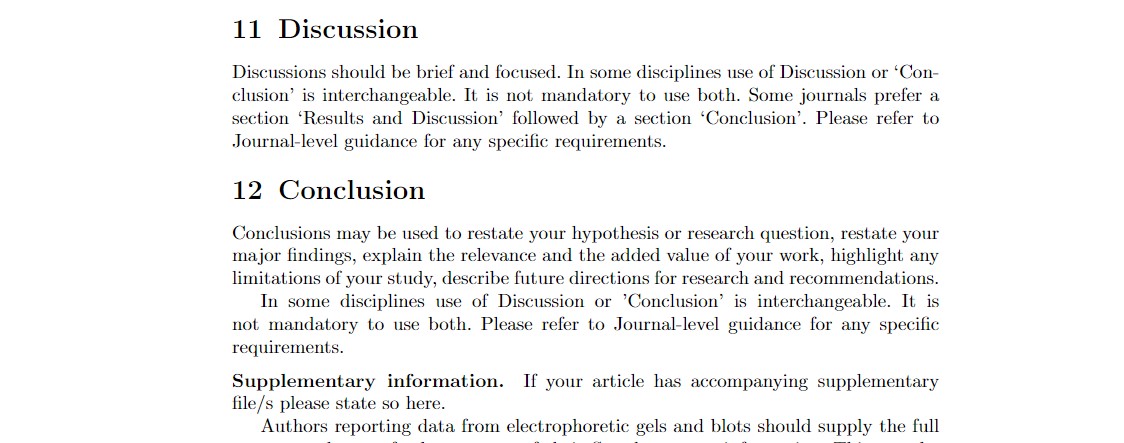 11 Discussion
Discussions should be brief and focused. In some disciplines use of Discussion or ‘Con-
clusion’ is interchangeable. It is not mandatory to use both. Some journals prefer a
section ‘Results and Discussion’ followed by a section ‘Conclusion’. Please refer to
Journal-level guidance for any specific requirements.
12 Conclusion
Conclusions may be used to restate your hypothesis or research question, restate your
major findings, explain the relevance and the added value of your work, highlight any
limitations of your study, describe future directions for research and recommendations.
In some disciplines use of Discussion or ’Conclusion’ is interchangeable. It is
not mandatory to use both. Please refer to Journal-level guidance for any specific
requirements.
Supplementary information. If your article has accompanying supplementary
file/s please state so here.
Authors reporting data from electrophoretic gels and blots should supply the full